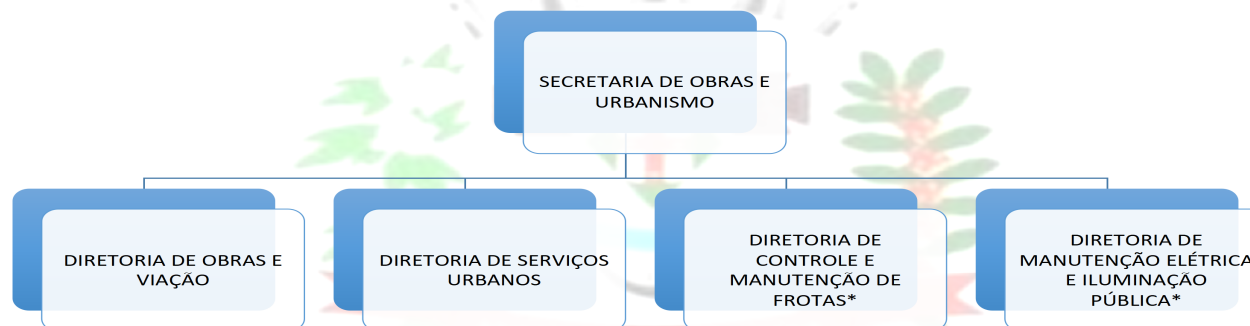 SECRETARIA DE OBRAS E
URBANISMO
DIRETORIA DE OBRAS E
VIAÇÃO
DIRETORIA DE SERVIÇOS
URBANOS
DIRETORIA DE
CONTROLE E
MANUTENÇÃO DE
FROTAS*
DIRETORIA DE
MANUTENÇÃO ELÉTRICA
E ILUMINAÇÃO
PÚBLICA*